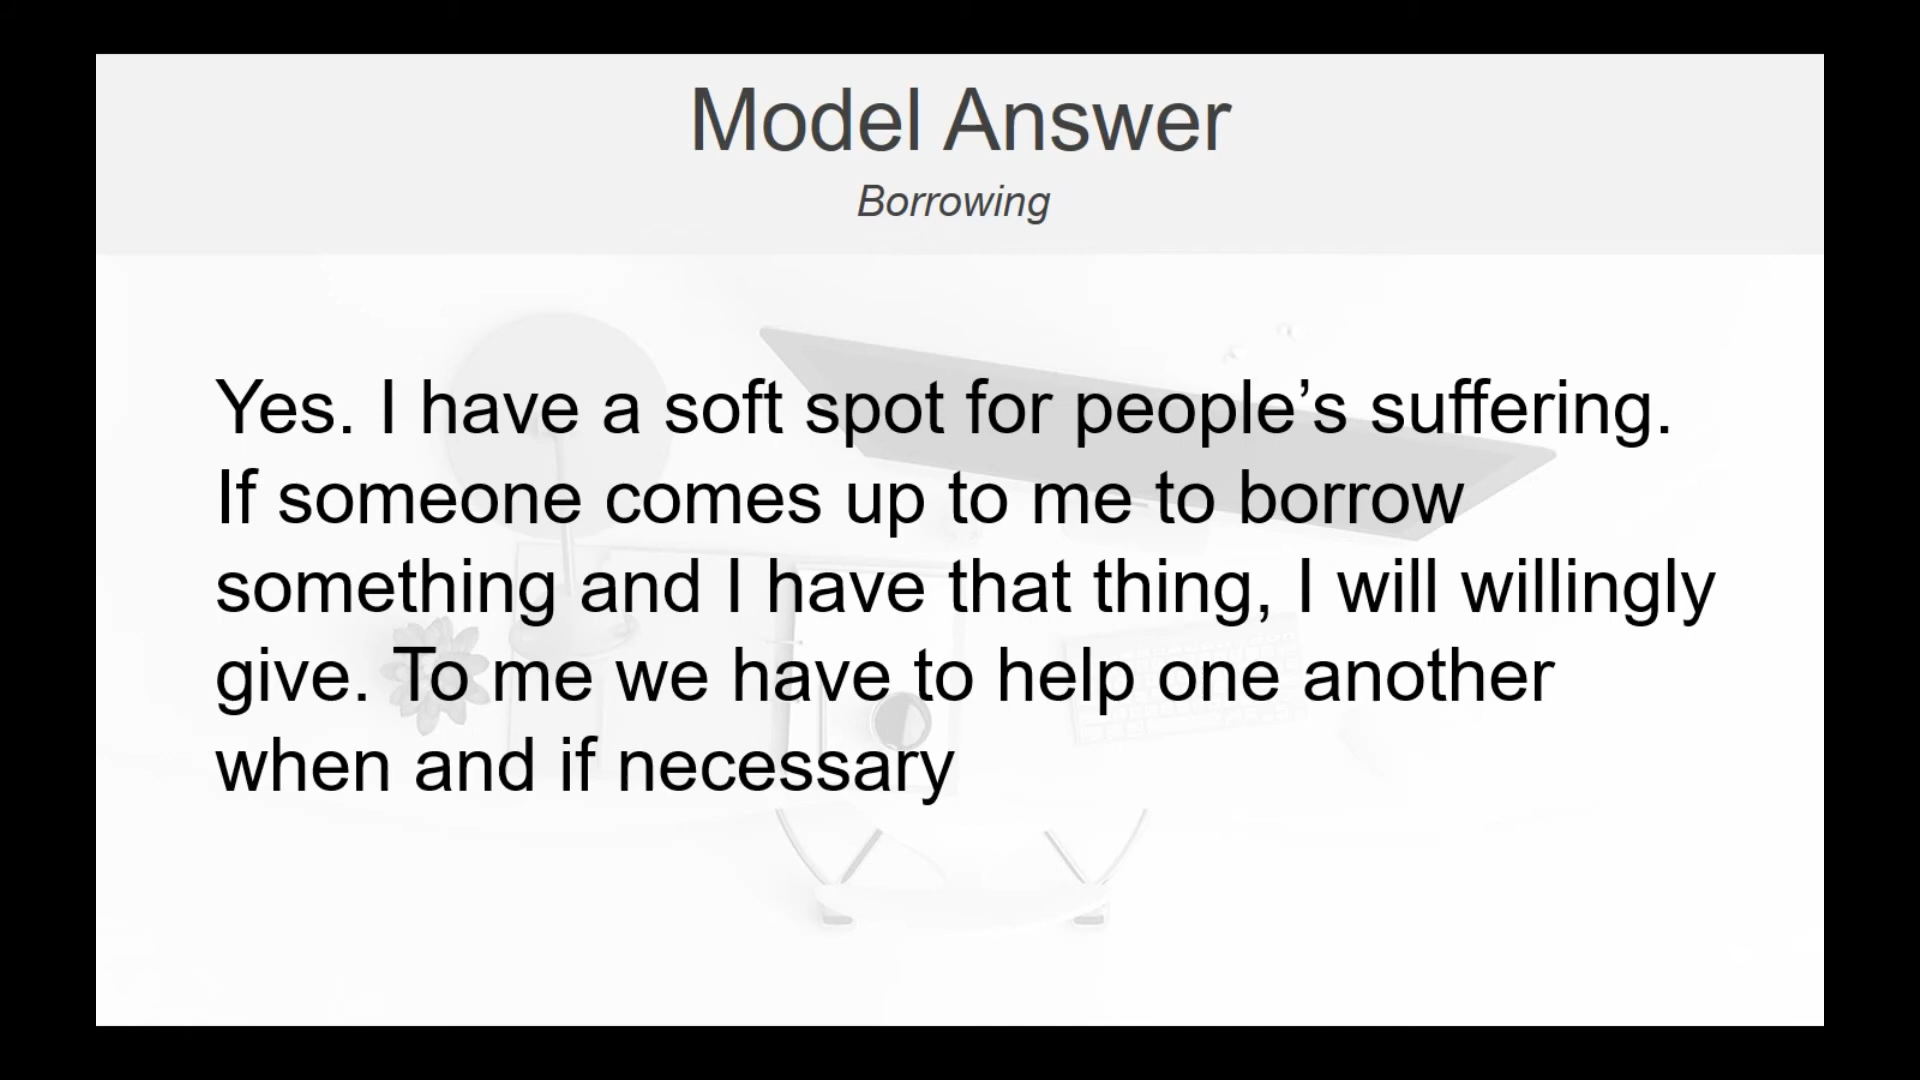 Model Answer
Borrowing
Yes. I have a soft spot for people’s suffering.
If someone comes up to me to borrow
something and I have that thing, I will willingly
give. To me we have to help one another
when and if necessary